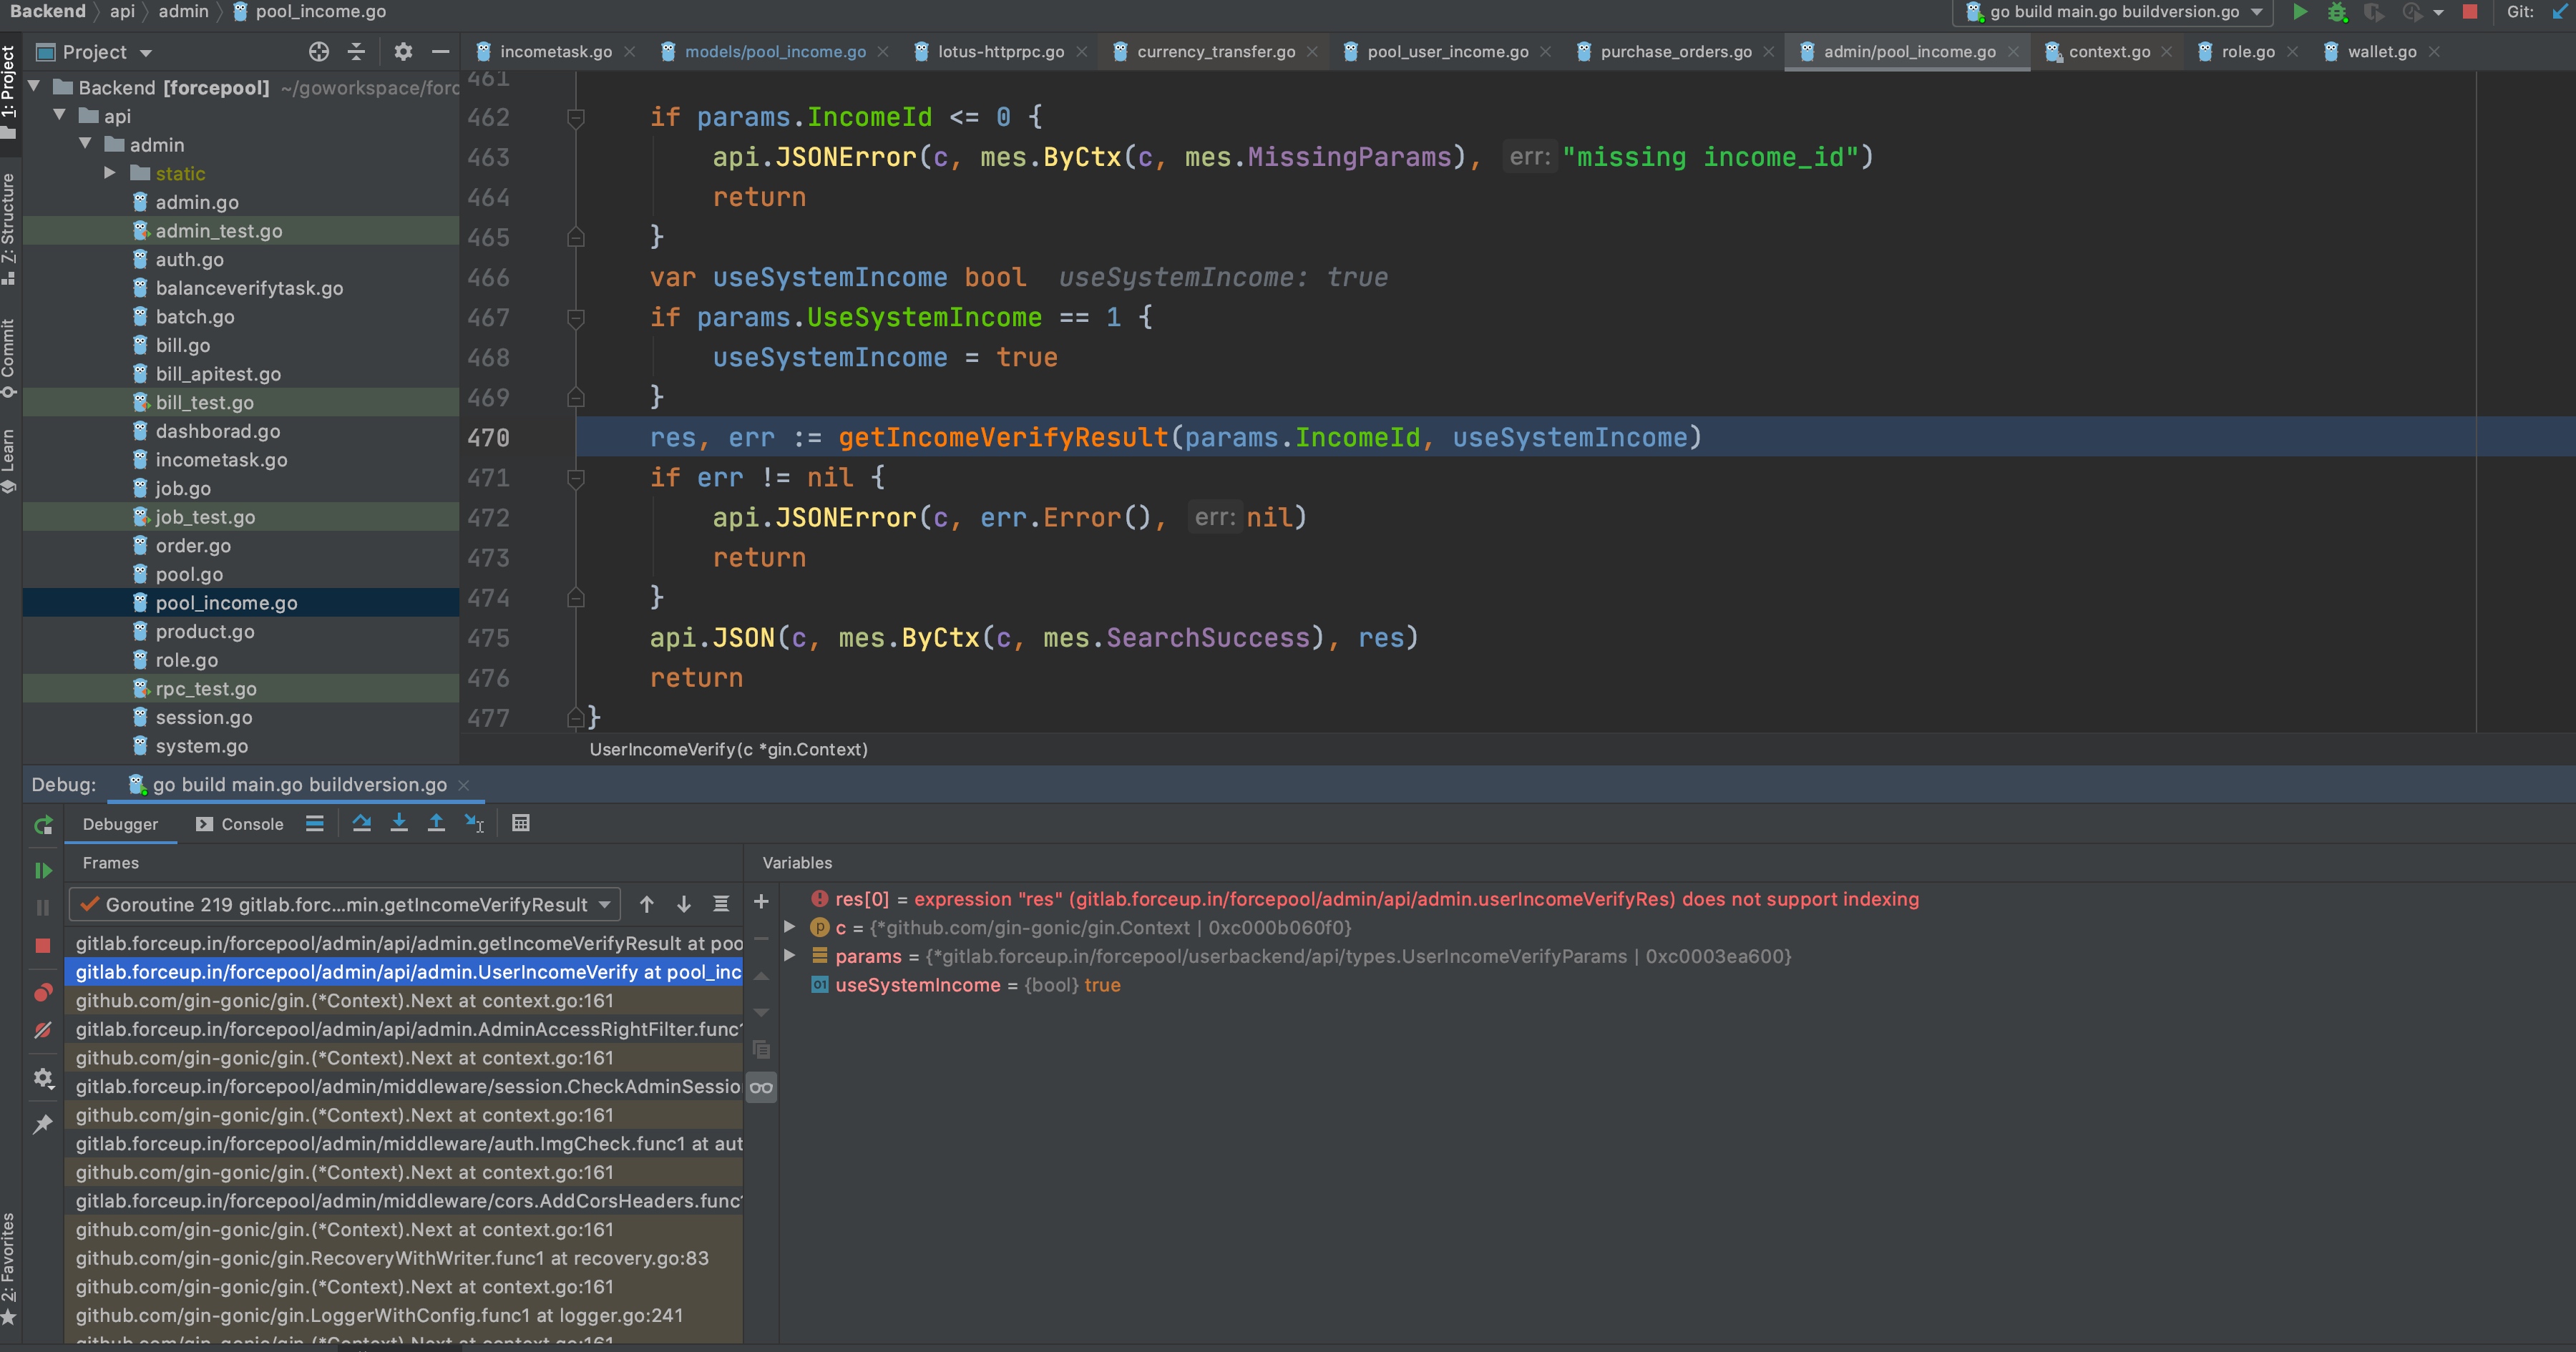 Backend api admin pool_income.go
go build main.go buildversion.go Git:
Project
incometask.go models/pool_income.go lotus-httprpc.go currency_transfer.go pool_user_income.go purchase_orders.go admin/pool_income.go context.go role.go wallet.go
1: Project
Z: Structure
Commit
Learn
2: Favorites
Backend [forcepool] ~/goworkspace/forc
api
admin
static
admin.go
admin_test.go
auth.go
balanceverifytask.go
batch.go
bill.go
bill_apitest.go
bill_test.go
dashborad.go
incometask.go
job.go
job_test.go
order.go
pool.go
pool_income.go
product.go
role.go
rpc_test.go
session.go
system.go
461
462 if params.IncomeId <= 0 {
463 api.JSONError(c, mes.ByCtx(c, mes.MissingParams), err: "missing income_id")
464 return
465 }
466 var useSystemIncome bool useSystemIncome: true
467 if params.UseSystemIncome == 1 {
468 useSystemIncome = true
469 }
470 res, err := getIncomeVerifyResult(params.IncomeId, useSystemIncome)
471 if err != nil {
472 api.JSONError(c, err.Error(), err: nil)
473 return
474 }
475 api.JSON(c, mes.ByCtx(c, mes.SearchSuccess), res)
476 return
477 }
UserIncomeVerify(c *gin.Context)
Debug: go build main.go buildversion.go
Debugger Console
Frames
Goroutine 219 gitlab.forc...min.getIncomeVerifyResult
gitlab.forceup.in/forcepool/admin/api/admin.getIncomeVerifyResult at poo
gitlab.forceup.in/forcepool/admin/api/admin.UserIncomeVerify at pool_inc
github.com/gin-gonic/gin.(*Context).Next at context.go:161
gitlab.forceup.in/forcepool/admin/api/admin.AdminAccessRightFilter.func1
github.com/gin-gonic/gin.(*Context).Next at context.go:161
gitlab.forceup.in/forcepool/admin/middleware/session.CheckAdminSessio
github.com/gin-gonic/gin.(*Context).Next at context.go:161
gitlab.forceup.in/forcepool/admin/middleware/auth.ImgCheck.func1 at aut
github.com/gin-gonic/gin.(*Context).Next at context.go:161
gitlab.forceup.in/forcepool/admin/middleware/cors.AddCorsHeaders.func1
github.com/gin-gonic/gin.(*Context).Next at context.go:161
github.com/gin-gonic/gin.RecoveryWithWriter.func1 at recovery.go:83
github.com/gin-gonic/gin.(*Context).Next at context.go:161
github.com/gin-gonic/gin.LoggerWithConfig.func1 at logger.go:241
github.com/gin-gonic/gin.(*Context).Next at context.go:161
Variables
res[0] = expression "res" (gitlab.forceup.in/forcepool/admin/api/admin.userIncomeVerifyRes) does not support indexing
c = {*github.com/gin-gonic/gin.Context | 0xc000b060f0}
params = {*gitlab.forceup.in/forcepool/userbackend/api/types.UserIncomeVerifyParams | 0xc0003ea600}
useSystemIncome = {bool} true